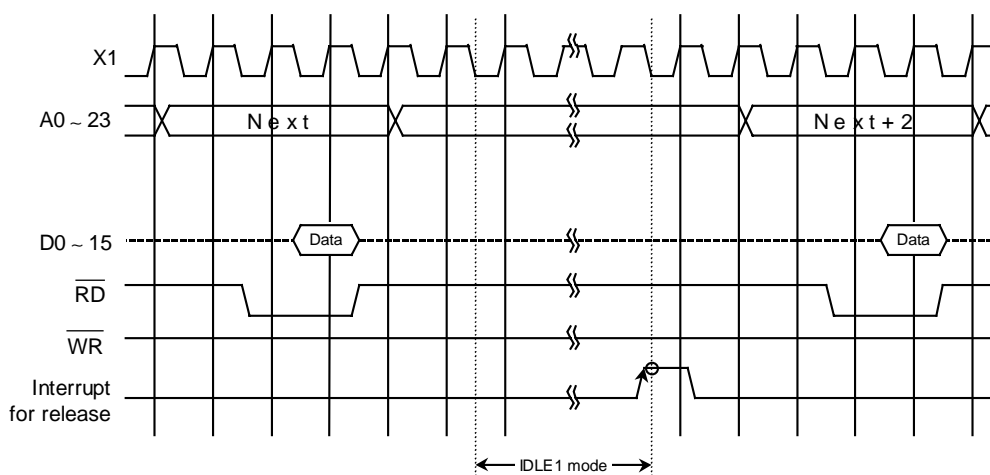 X1
A0 ~ 23
Next
Next+2
D0 ~ 15
Data
Data
RD
WR
Interrupt
for release
IDLE1 mode